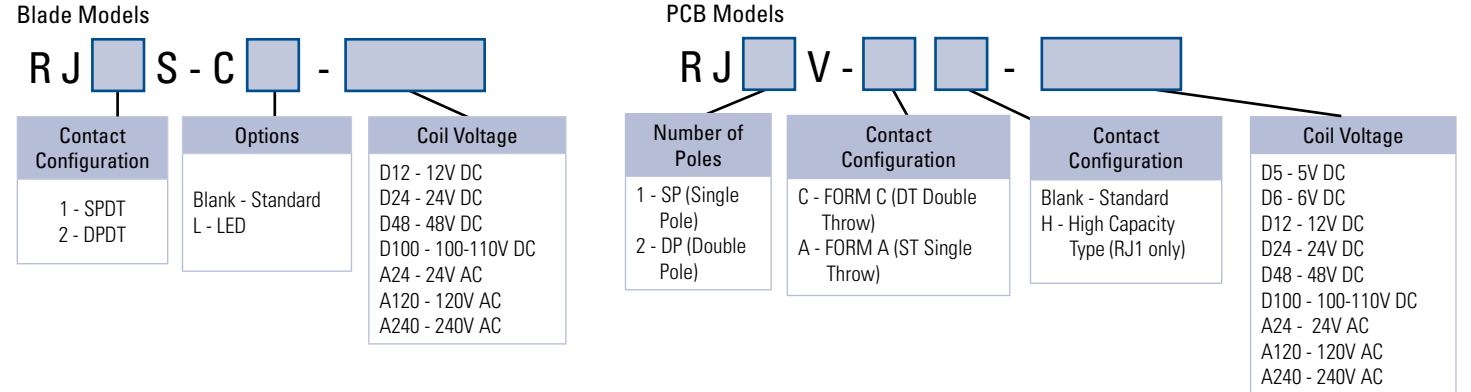 Blade Models
RJ S - C -
Contact
Configuration
1 - SPDT
2 - DPDT
Options
Blank - Standard
L - LED
Coil Voltage
D12 - 12V DC
D24 - 24V DC
D48 - 48V DC
D100 - 100-110V DC
A24 - 24V AC
A120 - 120V AC
A240 - 240V AC
PCB Models
RJ V - -
Number of
Poles
1 - SP (Single
Pole)
2 - DP (Double
Pole)
Contact
Configuration
C - FORM C (DT Double
Throw)
A - FORM A (ST Single
Throw)
Contact
Configuration
Blank - Standard
H - High Capacity
Type (RJ1 only)
Coil Voltage
D5 - 5V DC
D6 - 6V DC
D12 - 12V DC
D24 - 24V DC
D48 - 48V DC
D100 - 100-110V DC
A24 - 24V AC
A120 - 120V AC
A240 - 240V AC